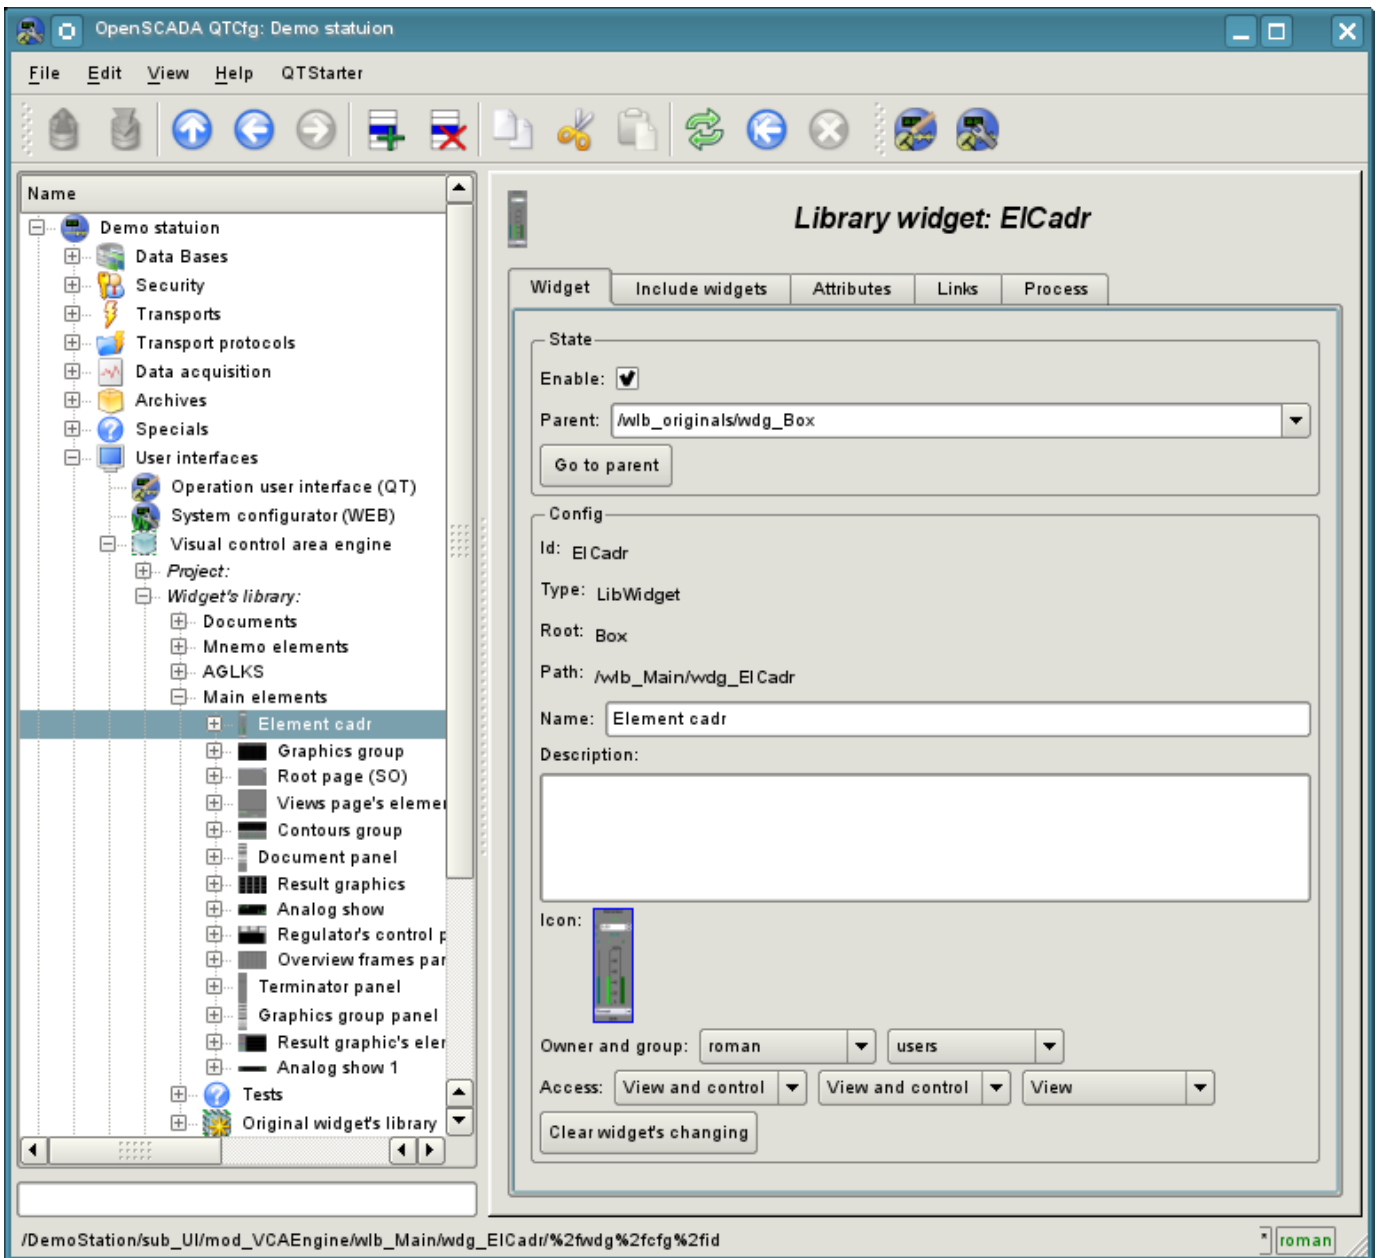 OpenSCADA QTCfg: Demo statuion
File Edit View Help QTStarter
Name
Demo statuion
Data Bases
Security
Transports
Transport protocols
Data acquisition
Archives
Specials
User interfaces
Operation user interface (QT)
System configurator (WEB)
Visual control area engine
Project:
Widget's library:
Documents
Mnemo elements
AGLKS
Main elements
Element cadr
Graphics group
Root page (SO)
Views page's elemer
Contours group
Document panel
Result graphics
Analog show
Regulator's control p
Overview frames par
Terminator panel
Graphics group panel
Result graphic's eler
Analog show 1
Tests
Original widget's library
Library widget: ElCadr
Widget Include widgets Attributes Links Process
State
Enable:
Parent: /wlb_originals/wdg_Box
Go to parent
Config
Id: ElCadr
Type: LibWidget
Root: Box
Path: /wlb_Main/wdg_ElCadr
Name: Element cadr
Description:
Icon:
Owner and group: roman users
Access: View and control View and control View
Clear widget's changing
/DemoStation/sub_UI/mod_VCAEngine/wlb_Main/wdg_ElCadr/%2fwdg%2fcfg%2fid
* roman